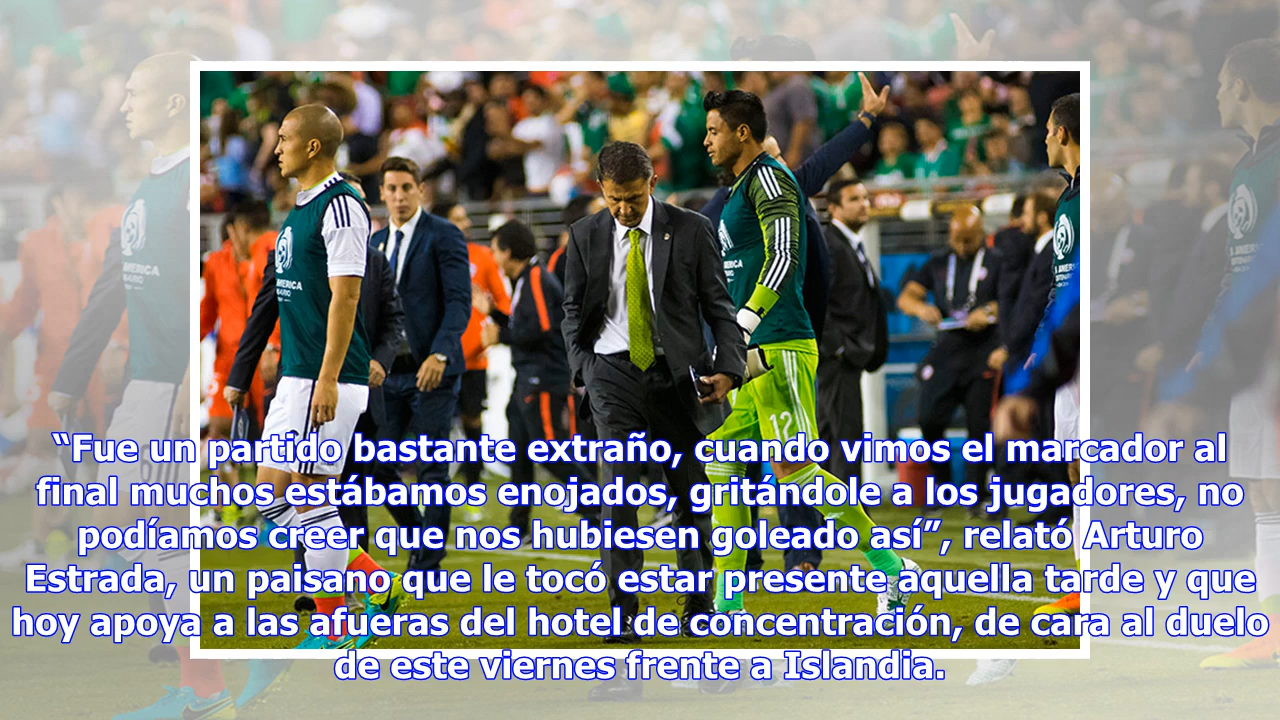 “Fue un partido bastante extraño, cuando vimos el marcador al
final muchos estábamos enojados, gritándole a los jugadores, no
podíamos creer que nos hubiesen goleado así”, relató Arturo
Estrada, un paisano que le tocó estar presente aquella tarde y que
hoy apoya a las afueras del hotel de concentración, de cara al duelo
de este viernes frente a Islandia.
AMERICA
12